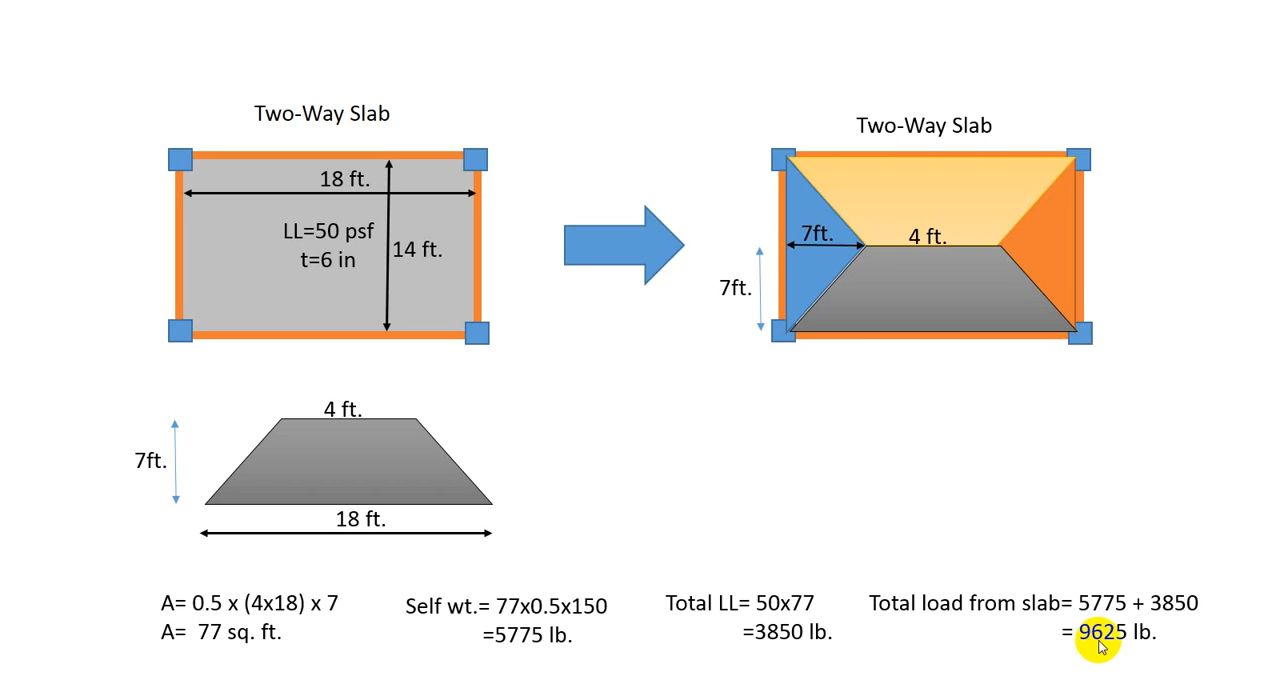 Two-Way Slab
18 ft.
LL=50 psf
t=6 in
14 ft.
Two-Way Slab
7ft.
4 ft.
7ft.
4 ft.
7ft.
18 ft.
A= 0.5 x (4x18) x 7
A= 77 sq. ft.
Self wt.= 77x0.5x150
=5775 lb.
Total LL= 50x77
=3850 lb.
Total load from slab= 5775 + 3850
= 9625 lb.